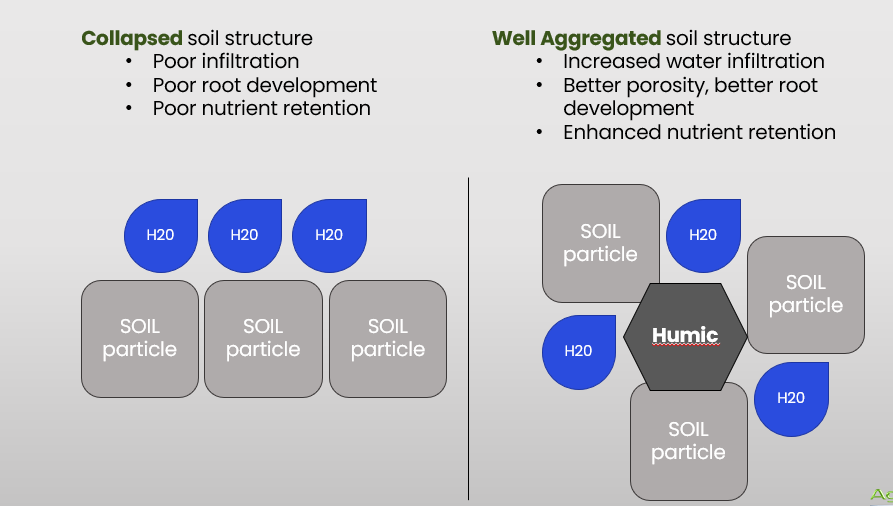 Collapsed soil structure
• Poor infiltration
• Poor root development
• Poor nutrient retention
Well Aggregated soil structure
• Increased water infiltration
• Better porosity, better root
development
• Enhanced nutrient retention
H20
H20
H20
SOIL
particle
SOIL
particle
SOIL
particle
SOIL
particle
H20
SOIL
particle
Humic
H20
H20
SOIL
particle